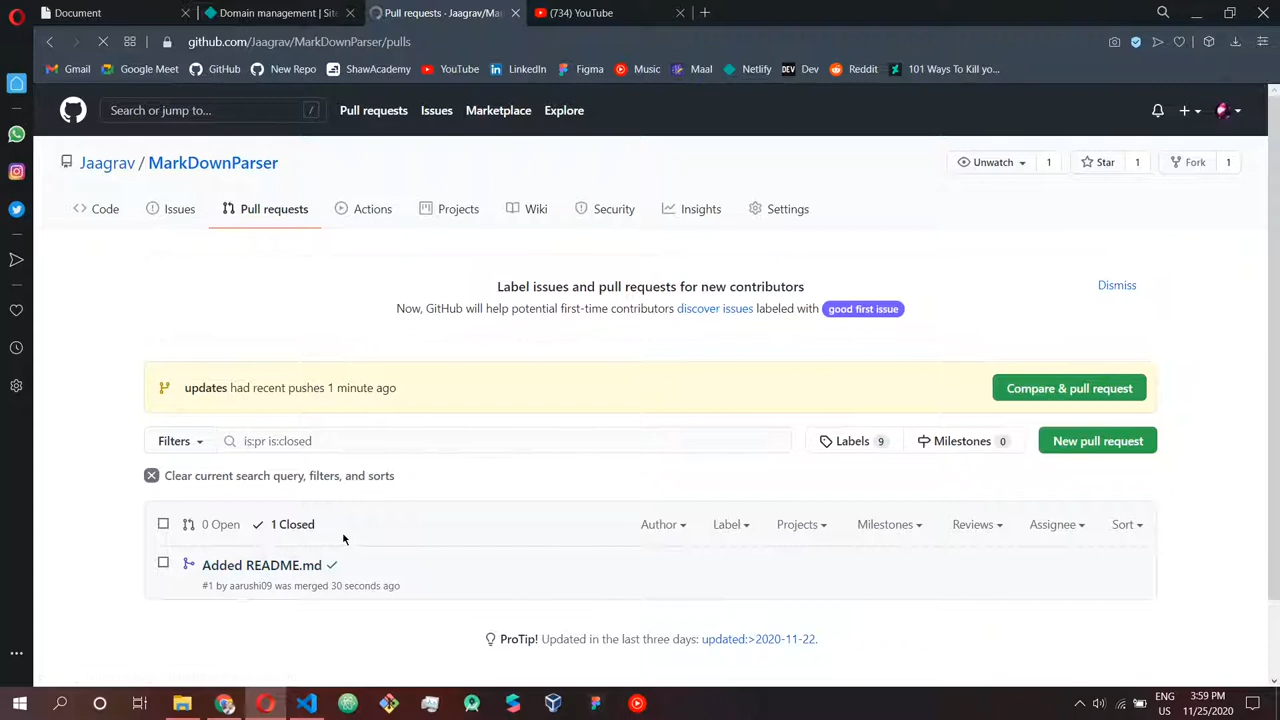 Document
Domain management | Sit
Pull requests · Jaagrav/Ma
(734) YouTube
github.com/Jaagrav/MarkDownParser/pulls
Gmail
Google Meet
GitHub
New Repo
ShawAcademy
YouTube
LinkedIn
Figma
Music
Maal
Netlify
DEV Dev
Reddit
101 Ways To Kill yo...
Search or jump to...
/
Pull requests
Issues
Marketplace
Explore
Jaagrav / MarkDownParser
Unwatch 1
Star 1
Fork 1
Code
Issues
Pull requests
Actions
Projects
Wiki
Security
Insights
Settings
Label issues and pull requests for new contributors
Dismiss
Now, GitHub will help potential first-time contributors discover issues labeled with good first issue
updates had recent pushes 1 minute ago
Compare & pull request
Filters
is:pr is:closed
Labels 9
Milestones 0
New pull request
Clear current search query, filters, and sorts
0 Open
1 Closed
Author
Label
Projects
Milestones
Reviews
Assignee
Sort
Added README.md
#1 by aarushi09 was merged 30 seconds ago
ProTip! Updated in the last three days: updated:>2020-11-22.
ENG
US
3:59 PM
11/25/2020